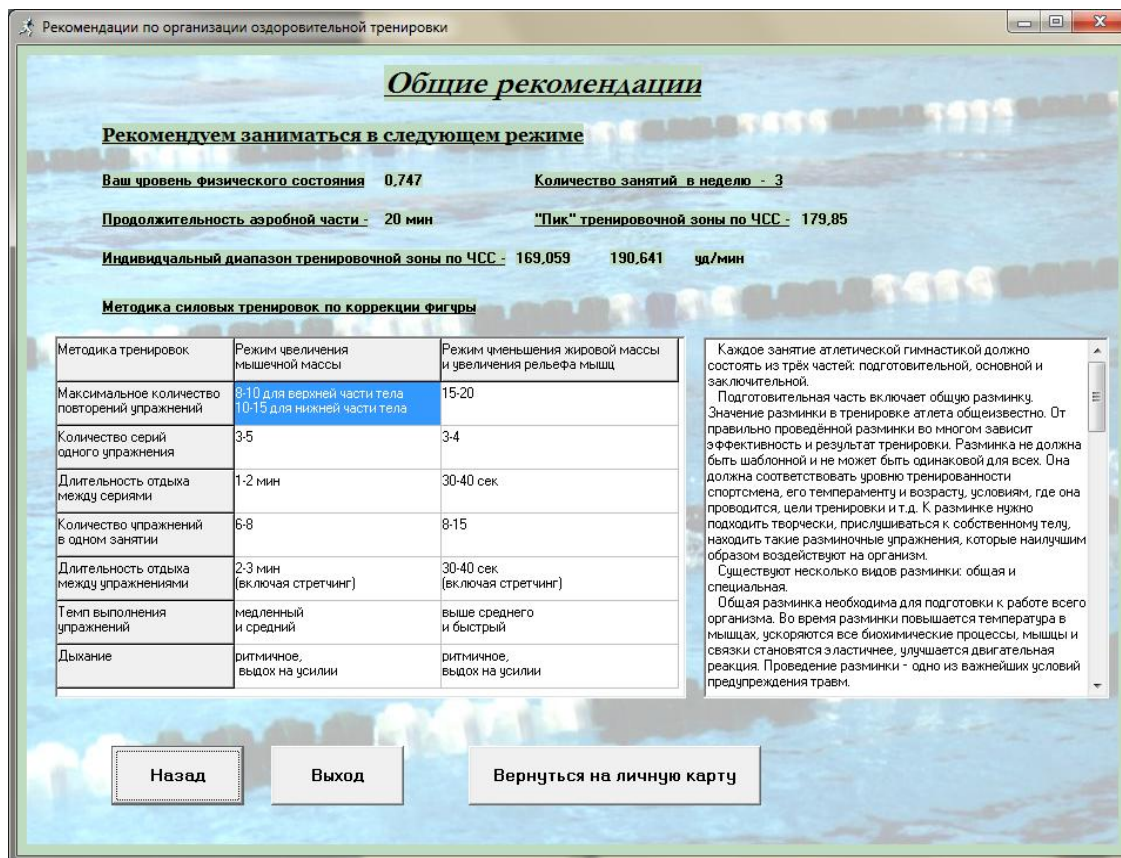 Рекомендации по организации оздоровительной тренировки
Общие рекомендации
Рекомендуем заниматься в следующем режиме
Ваш уровень физического состояния 0,747 Количество занятий в неделю - 3
Продолжительность аэробной части - 20 мин "Пик" тренировочной зоны по ЧСС - 179,85
Индивидуальный диапазон тренировочной зоны по ЧСС - 169,059 190,641 уд/мин
Методика силовых тренировок по коррекции фигуры
Методика тренировок
Режим увеличения
мышечной массы
Режим уменьшения жировой массы
и увеличения рельефа мышц
Максимальное количество
повторений упражнений
8-10 для верхней части тела
10-15 для нижней части тела
15-20
Количество серий
одного упражнения
3-5
3-4
Длительность отдыха
между сериями
1-2 мин
30-40 сек
Количество упражнений
в одном занятии
6-8
8-15
Длительность отдыха
между упражнениями
2-3 мин
(включая стретчинг)
30-40 сек
(включая стретчинг)
Темп выполнения
упражнений
медленный
и средний
выше среднего
и быстрый
Дыхание
ритмичное,
выдох на усилии
ритмичное,
выдох на усилии
Каждое занятие атлетической гимнастикой должно
состоять из трёх частей: подготовительной, основной и
заключительной.
Подготовительная часть включает общую разминку.
Значение разминки в тренировке атлета общеизвестно. От
правильно проведённой разминки во многом зависит
эффективность и результат тренировки. Разминка не должна
быть шаблонной и не может быть одинаковой для всех. Она
должна соответствовать уровню тренированности
спортсмена, его темпераменту и возрасту, условиям, где она
проводится, цели тренировки и т.д. К разминке нужно
подходить творчески, прислушиваться к собственному телу,
находить такие разминочные упражнения, которые наилучшим
образом воздействуют на организм.
Существуют несколько видов разминки: общая и
специальная.
Общая разминка необходима для подготовки к работе всего
организма. Во время разминки повышается температура в
мышцах, ускоряются все биохимические процессы, мышцы и
связки становятся эластичнее, улучшается двигательная
реакция. Проведение разминки - одно из важнейших условий
предупреждения травм.
Назад
Выход
Вернуться на личную карту